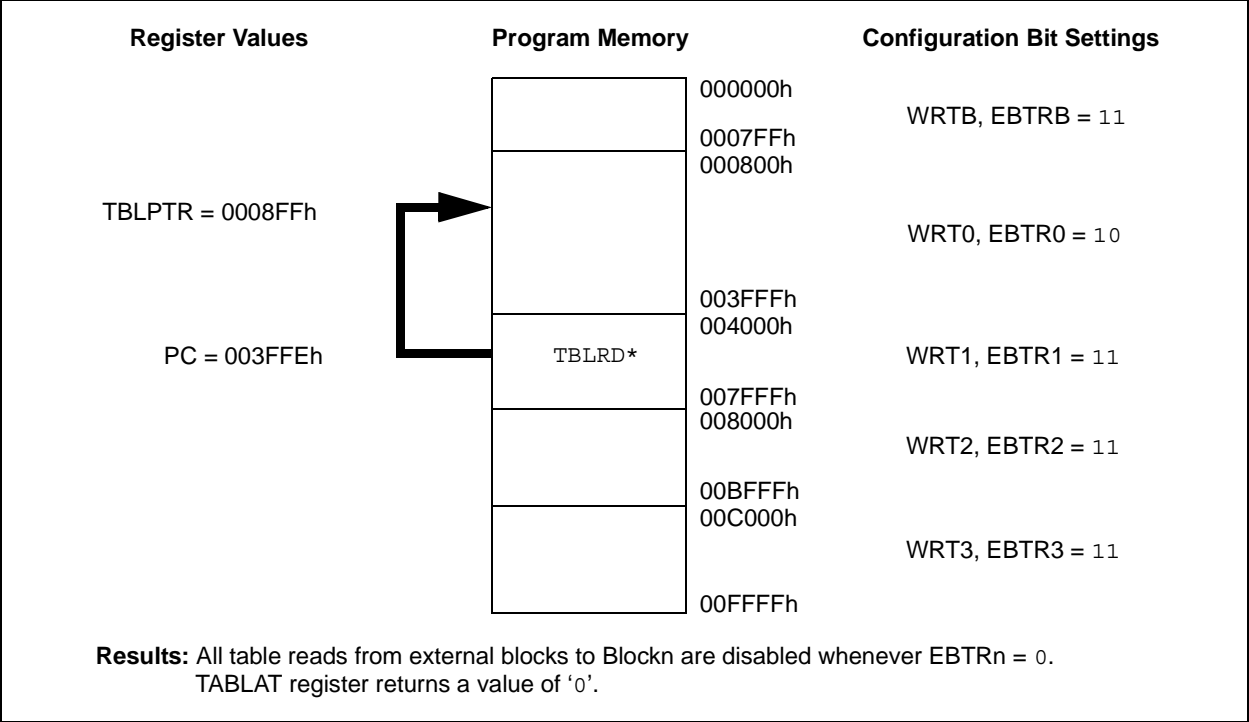 Register Values Program Memory Configuration Bit Settings
000000h
WRTB, EBTRB = 11
0007FFh
000800h
TBLPTR = 0008FFh
WRT0, EBTR0 = 10
003FFFh
004000h
PC = 003FFEh TBLRD* WRT1, EBTR1 = 11
007FFFh
008000h
WRT2, EBTR2 = 11
00BFFFh
00C000h
WRT3, EBTR3 = 11
00FFFFh
Results: All table reads from external blocks to Blockn are disabled whenever EBTRn = 0.
TABLAT register returns a value of ‘0’.